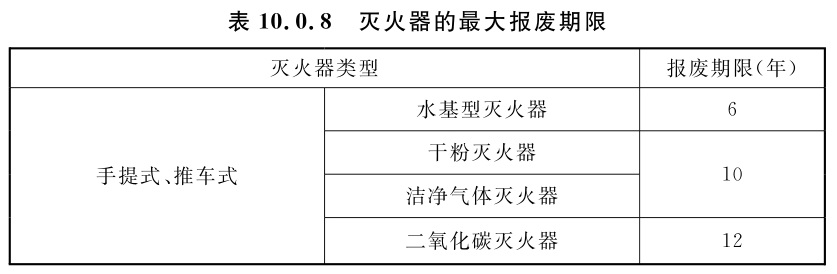 表 10.0.8 灭火器的最大报废期限
灭火器类型 报废期限(年)
手提式、推车式
水基型灭火器 6
干粉灭火器
10
洁净气体灭火器
二氧化碳灭火器 12